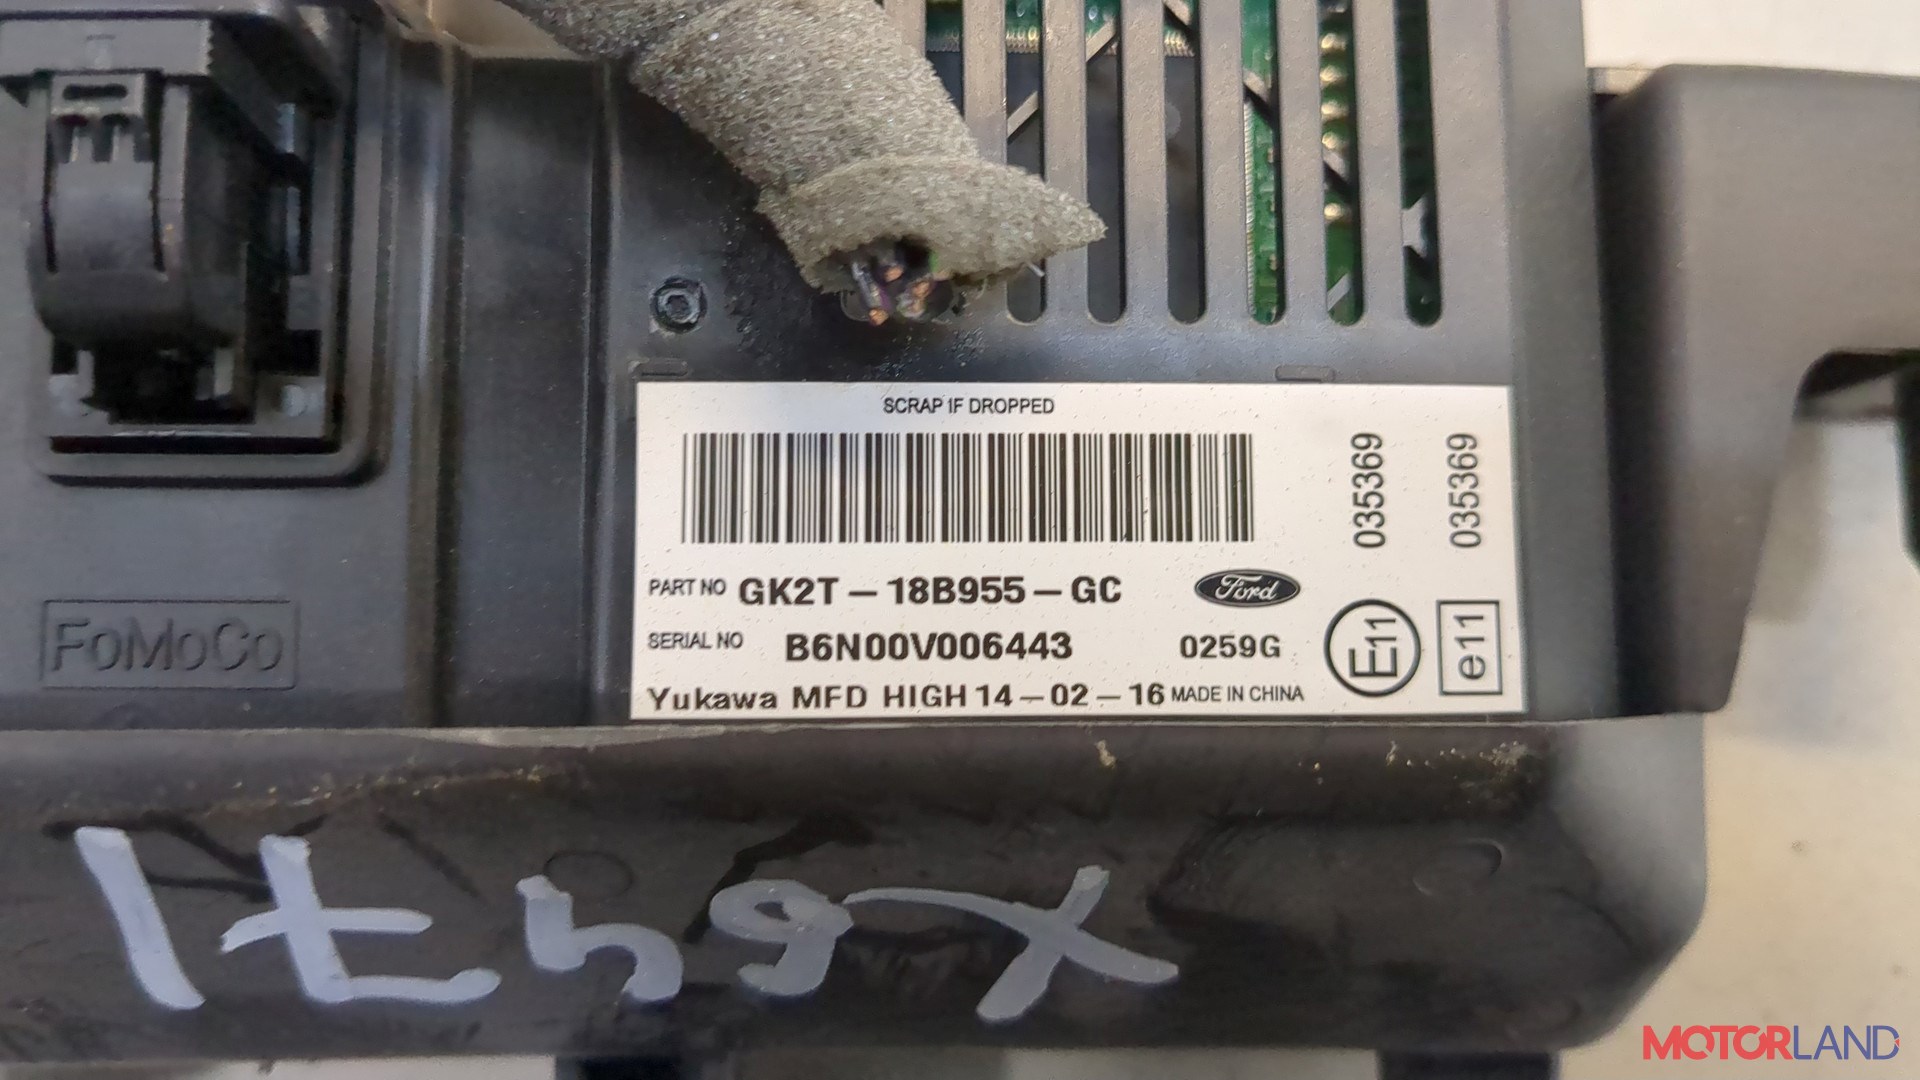 SCRAP IF DROPPED
035369
035369
PART NO GK2T-18B955-GC
Ford
SERIAL NO B6N00V006443 0259G
E11
e11
Yukawa MFD HIGH 14-02-16 MADE IN CHINA
FoMoCo
MOTORLAND